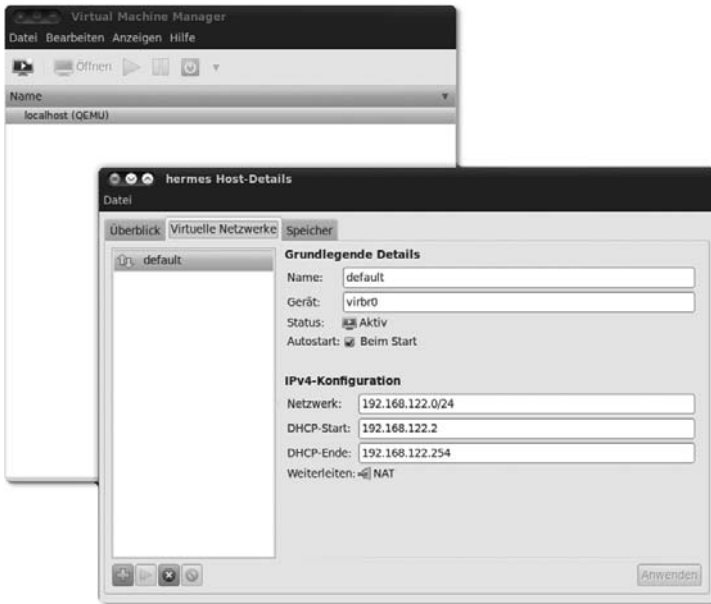 Virtual Machine Manager
Datei Bearbeiten Anzeigen Hilfe
Öffnen
Name
localhost (QEMU)
hermes Host-Details
Datei
Überblick Virtuelle Netzwerke Speicher
default
Grundlegende Details
Name: default
Gerät: virbr0
Status: Aktiv
Autostart: Beim Start
IPv4-Konfiguration
Netzwerk: 192.168.122.0/24
DHCP-Start: 192.168.122.2
DHCP-Ende: 192.168.122.254
Weiterleiten: NAT
Anwenden